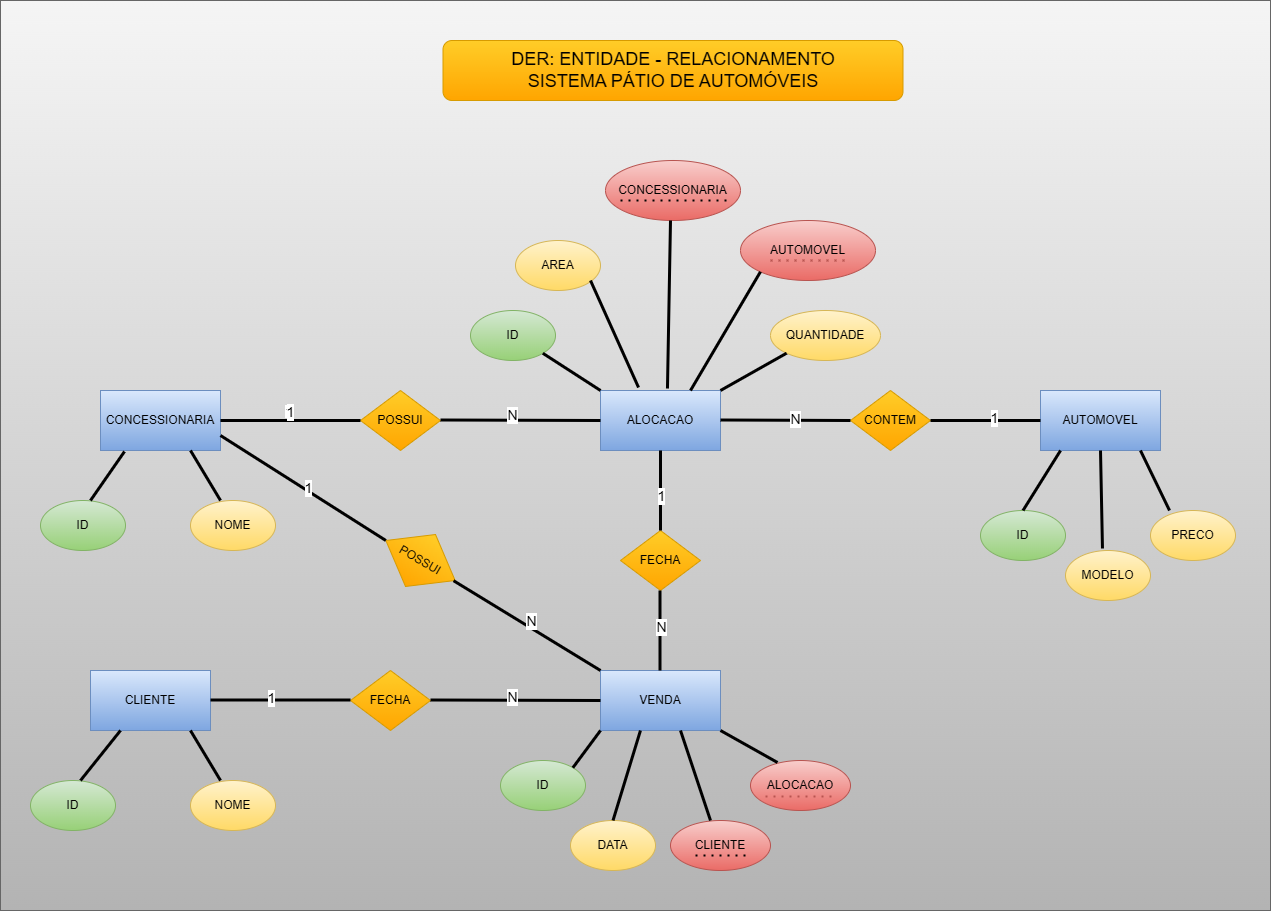 DER: ENTIDADE - RELACIONAMENTO
SISTEMA PÁTIO DE AUTOMÓVEIS
CONCESSIONARIA
AUTOMOVEL
AREA
ID
QUANTIDADE
CONCESSIONARIA
1
POSSUI
N
ALOCACAO
N
CONTEM
1
AUTOMOVEL
ID
NOME
1
POSSUI
N
1
FECHA
N
ID
MODELO
PRECO
CLIENTE
1
FECHA
N
VENDA
ID
NOME
ID
DATA
CLIENTE
ALOCACAO